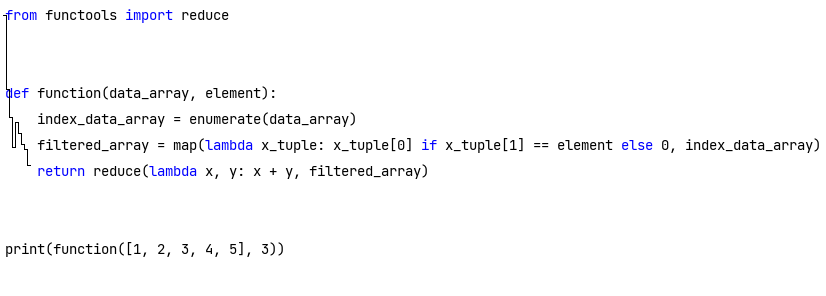 from functools import reduce
def function(data_array, element):
    index_data_array = enumerate(data_array)
    filtered_array = map(lambda x_tuple: x_tuple[0] if x_tuple[1] == element else 0, index_data_array)
    return reduce(lambda x, y: x + y, filtered_array)
print(function([1, 2, 3, 4, 5], 3))